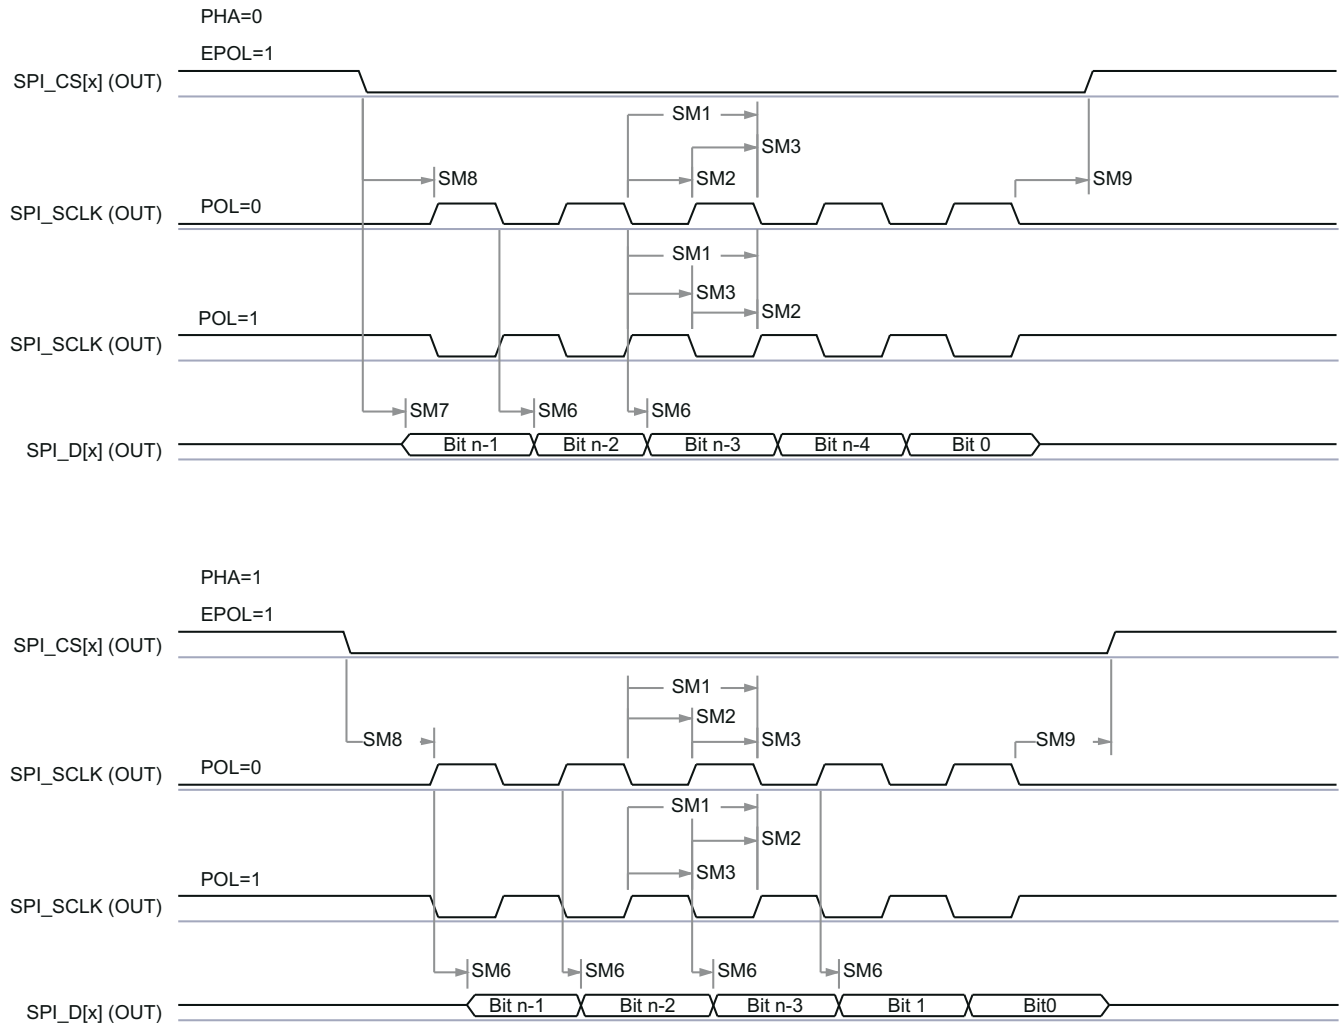 PHA=0
EPOL=1
SPI_CS[x] (OUT)
SM1
SM3
SM8
SM2
SM9
SPI_SCLK (OUT)
POL=0
SM1
SM3
SM2
POL=1
SPI_SCLK (OUT)
SM7
SM6
SM6
SPI_D[x] (OUT)
Bit n-1
Bit n-2
Bit n-3
Bit n-4
Bit 0
PHA=1
EPOL=1
SPI_CS[x] (OUT)
SM1
SM2
SM8
SM3
SM9
SPI_SCLK (OUT)
POL=0
SM1
SM2
SM3
POL=1
SPI_SCLK (OUT)
SM6
SM6
SM6
SM6
SPI_D[x] (OUT)
Bit n-1
Bit n-2
Bit n-3
Bit 1
Bit0